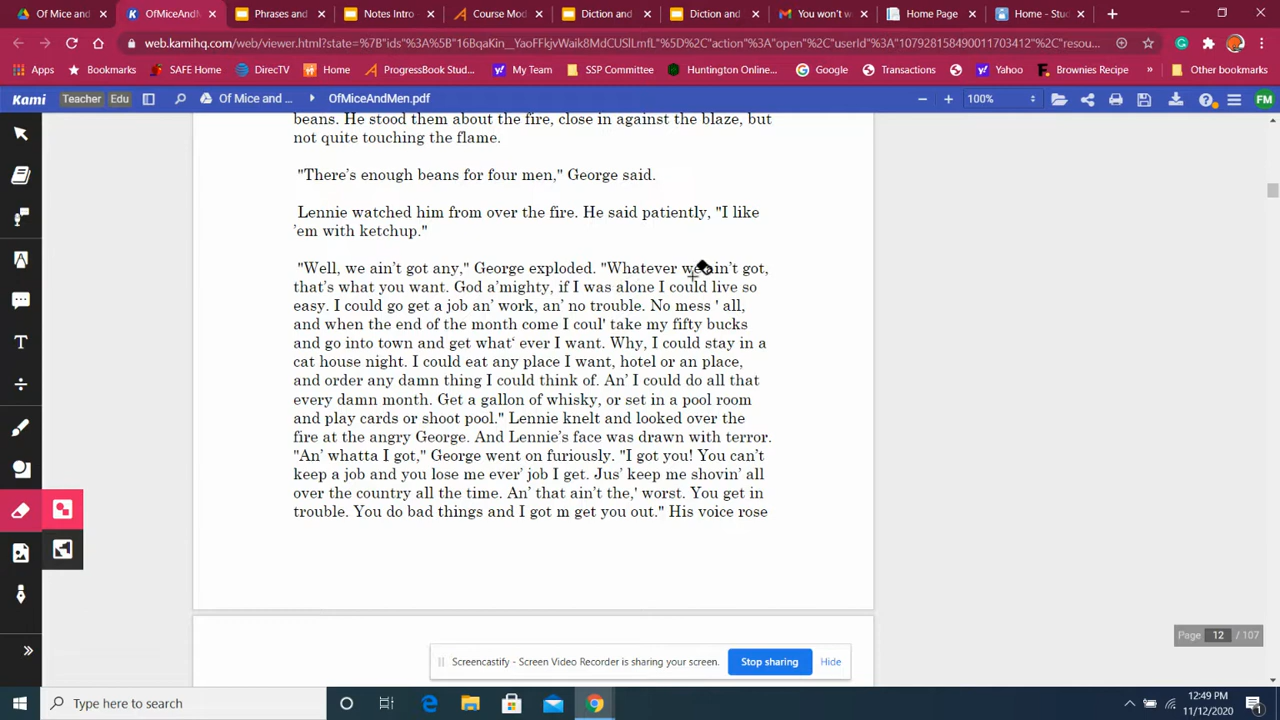 Of Mice and M
OfMiceAndM
Phrases and
Notes Intro
Course Mod
Diction and
Diction and
You won't w
Home Page
Home - Stud
web.kamihq.com/web/viewer.html?state=%7B"ids"%3A%5B"
Apps
Bookmarks
SAFE Home
DirecTV
Home
ProgressBook Stud...
My Team
SSP Committee
Huntington Online...
Google
Transactions
Yahoo
Brownies Recipe
»
Other bookmarks
Kami
Teacher
Edu
Of Mice and ...
OfMiceAndMen.pdf
100%
FM
beans. He stood them about the fire, close in against the blaze, but
not quite touching the flame.
"There's enough beans for four men," George said.
Lennie watched him from over the fire. He said patiently, "I like
'em with ketchup."
"Well, we ain't got any," George exploded. "Whatever we ain't got,
that's what you want. God a'mighty, if I was alone I could live so
easy. I could go get a job an' work, an' no trouble. No mess ' all,
and when the end of the month come I coul' take my fifty bucks
and go into town and get what' ever I want. Why, I could stay in a
cat house night. I could eat any place I want, hotel or an place,
and order any damn thing I could think of. An' I could do all that
every damn month. Get a gallon of whisky, or set in a pool room
and play cards or shoot pool." Lennie knelt and looked over the
fire at the angry George. And Lennie's face was drawn with terror.
"An' whatta I got," George went on furiously. "I got you! You can't
keep a job and you lose me ever' job I get. Jus' keep me shovin' all
over the country all the time. An' that ain't the,' worst. You get in
trouble. You do bad things and I got m get you out." His voice rose
Page 12 / 107
Screencastify - Screen Video Recorder is sharing your screen.
Stop sharing
Hide
Type here to search
12:49 PM
11/12/2020